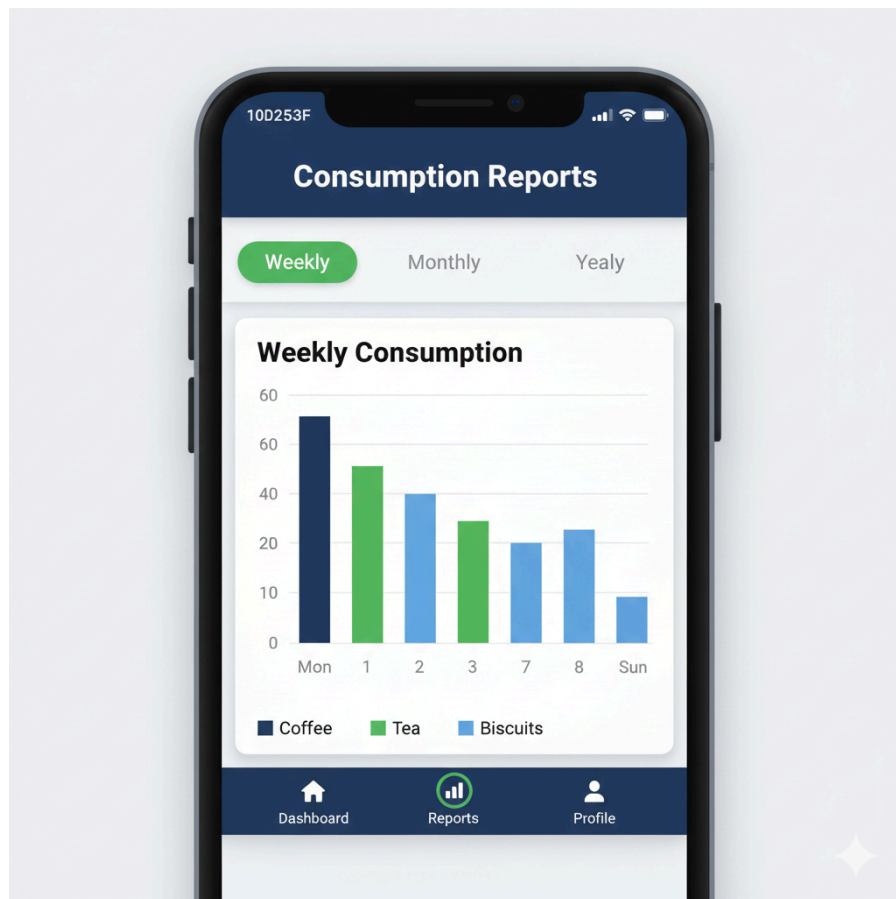 10D253F
Consumption Reports
Weekly Monthly Yealy
Weekly Consumption
60
60
40
20
10
0
Mon 1 2 3 7 8 Sun
Coffee Tea Biscuits
Dashboard Reports Profile